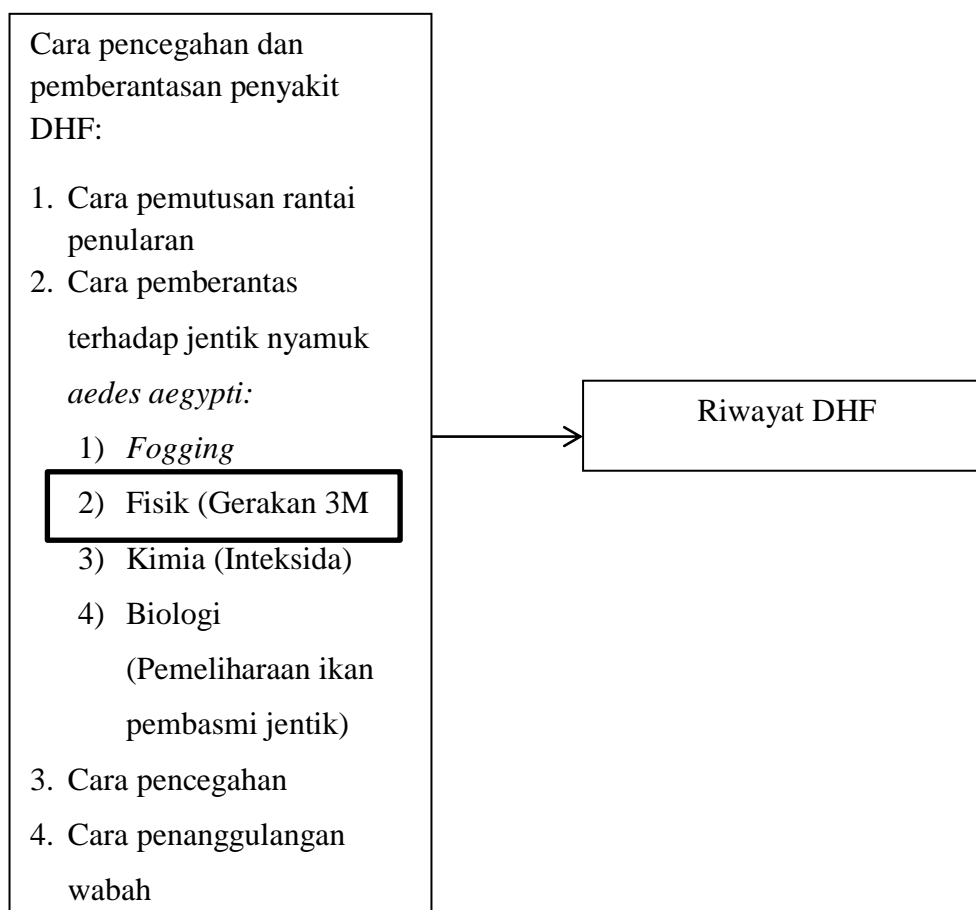 Cara pencegahan dan
pemberantasan penyakit
DHF:
1. Cara pemutusan rantai
penularan
2. Cara pemberantas
terhadap jentik nyamuk
aedes aegypti:
1) Fogging
2) Fisik (Gerakan 3M
3) Kimia (Inteksida)
4) Biologi
(Pemeliharaan ikan
pembasmi jentik)
3. Cara pencegahan
4. Cara penanggulangan
wabah
Riwayat DHF